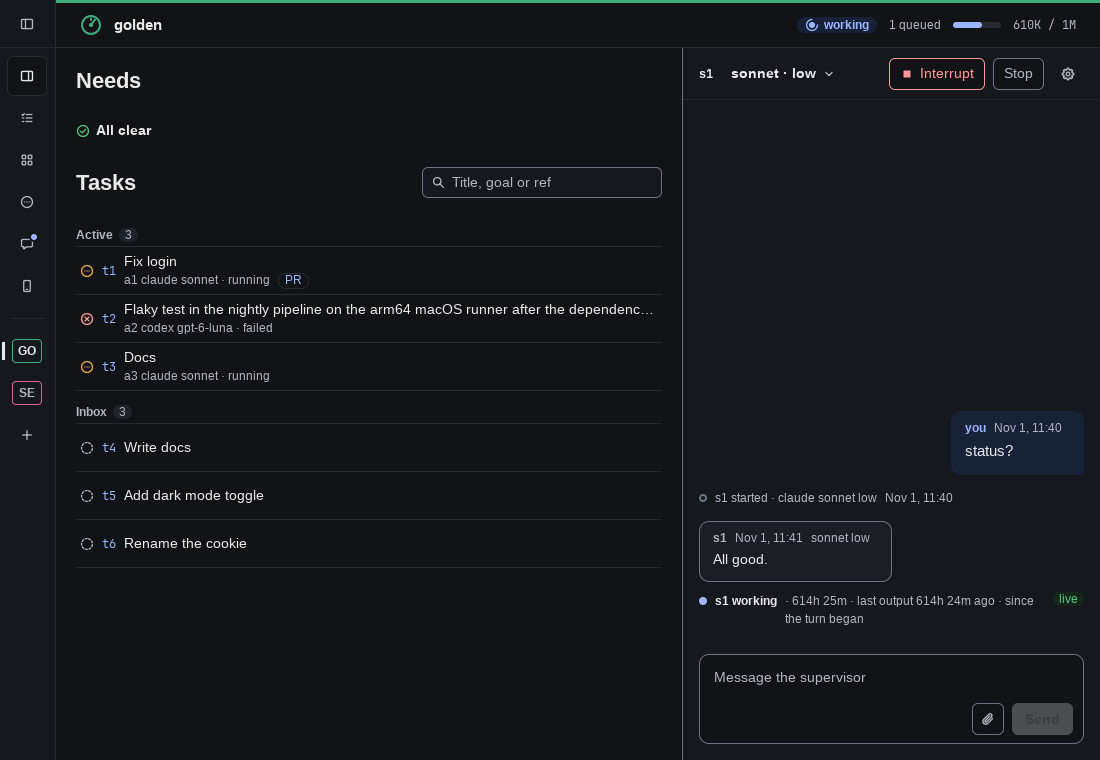 golden
working
1 queued
610K / 1M
GO
SE
Needs
All clear
Tasks
Title, goal or ref
Active 3
t1 Fix login
a1 claude sonnet · running PR
t2 Flaky test in the nightly pipeline on the arm64 macOS runner after the dependenc…
a2 codex gpt-6-luna · failed
t3 Docs
a3 claude sonnet · running
Inbox 3
t4 Write docs
t5 Add dark mode toggle
t6 Rename the cookie
s1 sonnet · low
Interrupt
Stop
you Nov 1, 11:40
status?
s1 started · claude sonnet low Nov 1, 11:40
s1 Nov 1, 11:41 sonnet low
All good.
s1 working · 614h 25m · last output 614h 24m ago · since
the turn began
live
Message the supervisor
Send